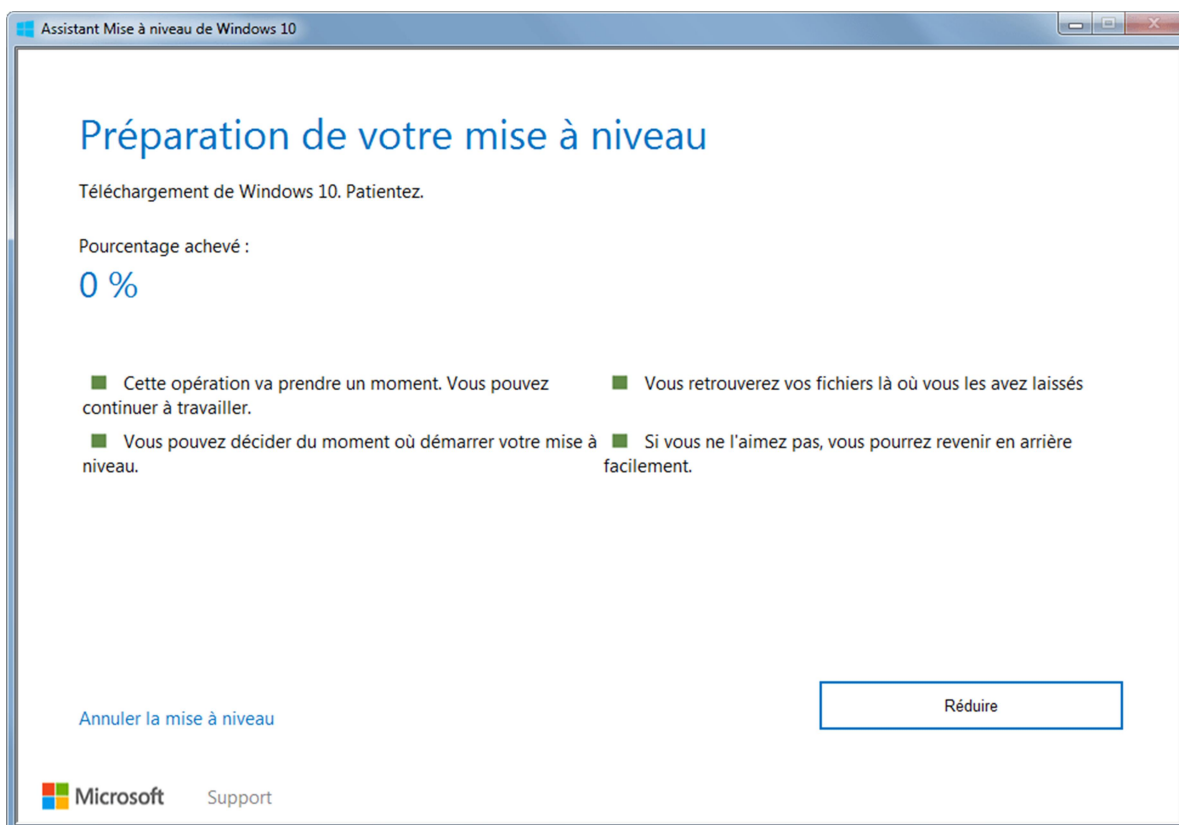 Assistant Mise à niveau de Windows 10
Préparation de votre mise à niveau
Téléchargement de Windows 10. Patientez.
Pourcentage achevé :
0 %
Cette opération va prendre un moment. Vous pouvez
continuer à travailler.
Vous retrouverez vos fichiers là où vous les avez laissés
Vous pouvez décider du moment où démarrer votre mise à
niveau.
Si vous ne l'aimez pas, vous pourrez revenir en arrière
facilement.
Annuler la mise à niveau
Réduire
Microsoft
Support